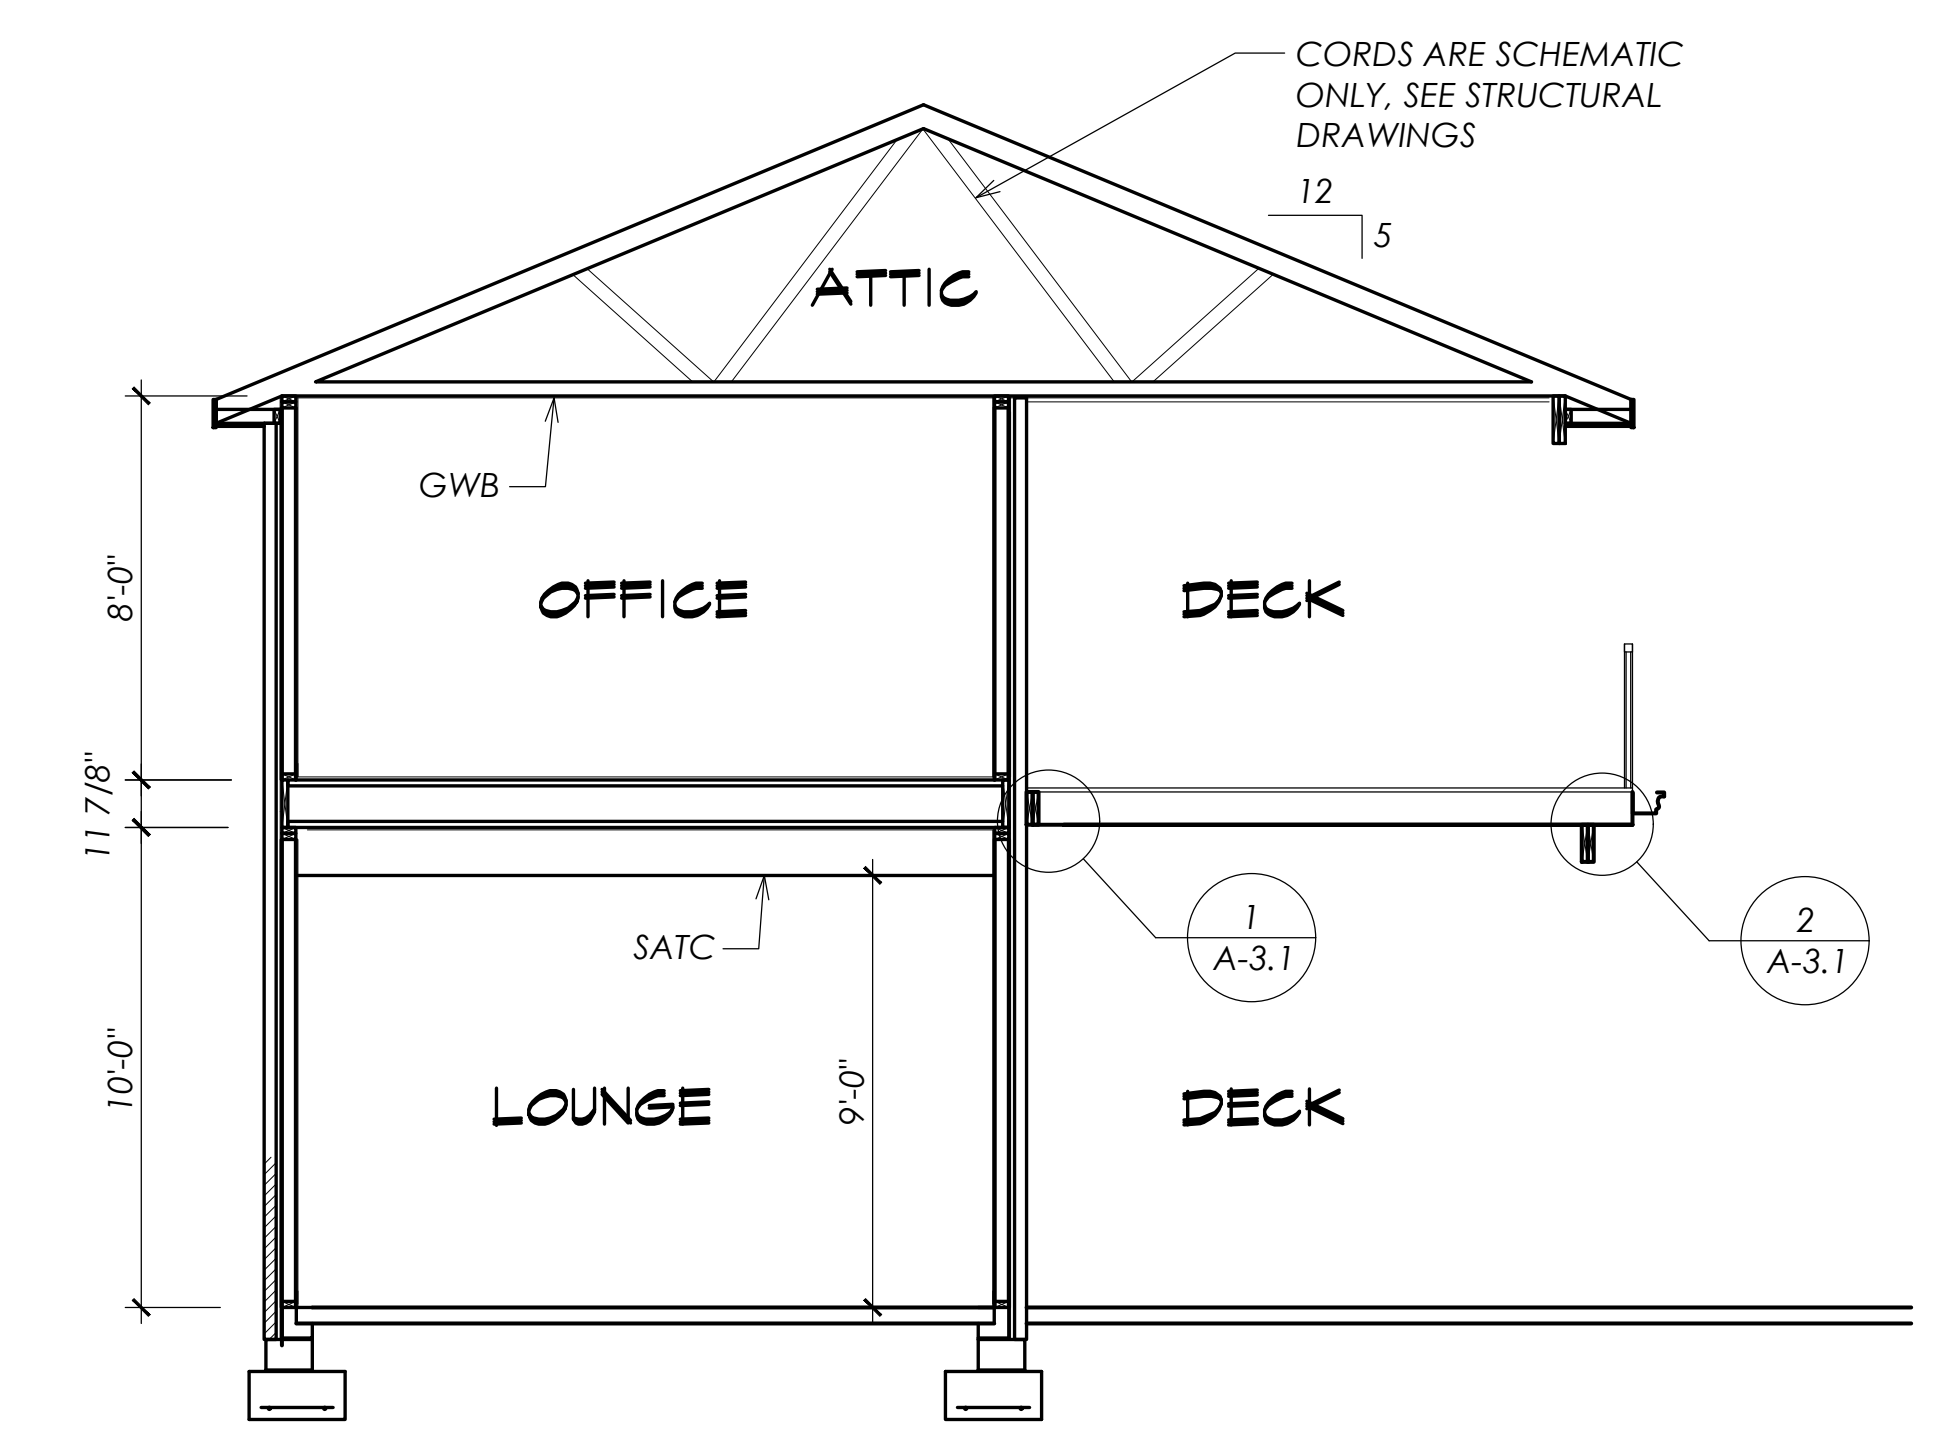 CORDS ARE SCHEMATIC
ONLY, SEE STRUCTURAL
DRAWINGS
12
5
ATTIC
GWB
8'-0"
OFFICE
DECK
11 7/8"
SATC
1
A-3.1
2
A-3.1
10'-0"
9'-0"
LOUNGE
DECK